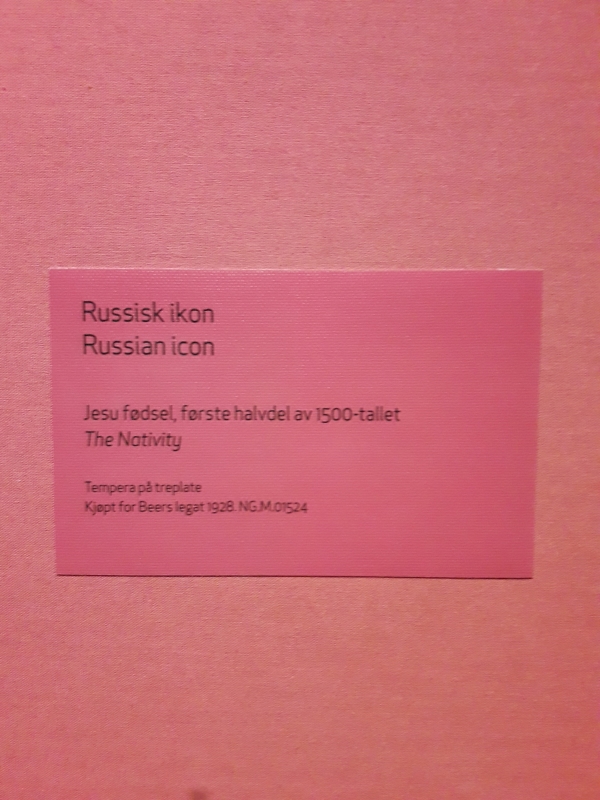 Russisk ikon
Russian icon
Jesu fødsel, første halvdel av 1500-tallet
The Nativity
Tempera på treplate
Kjøpt for Beers legat 1928. NG.M.01524